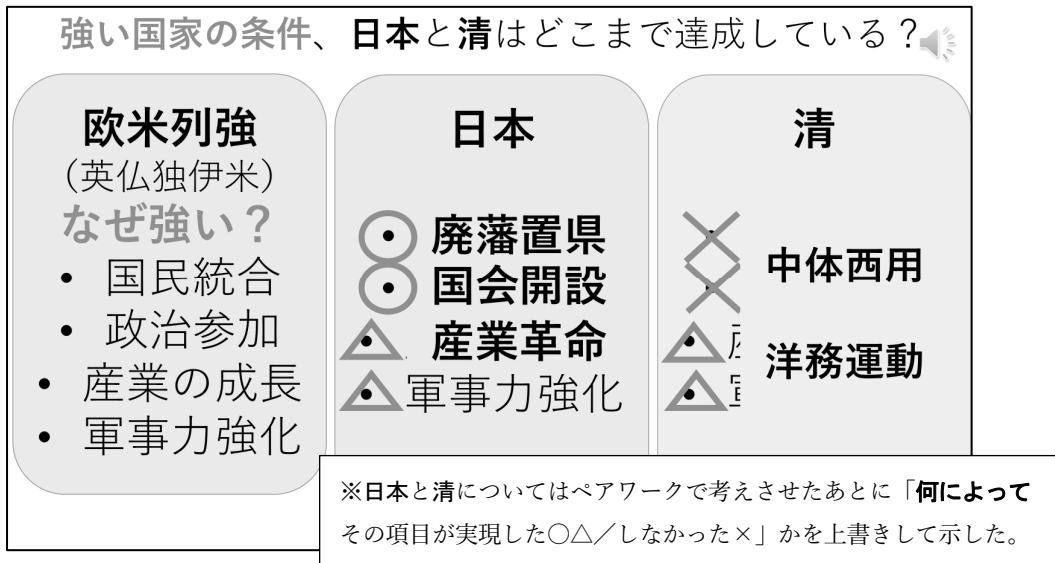 強い国家の条件、日本と清はどこまで達成している？
欧米列強
（英仏独伊米）
なぜ強い？
• 国民統合
• 政治参加
• 産業の成長
• 軍事力強化
日本
◯ • 廃藩置県
◯ • 国会開設
△ • 産業革命
△ • 軍事力強化
清
×
× 中体西用
△ •
△ • 洋務運動
※日本と清についてはペアワークで考えさせたあとに「何によって
その項目が実現した○△／しなかった×」かを上書きして示した。